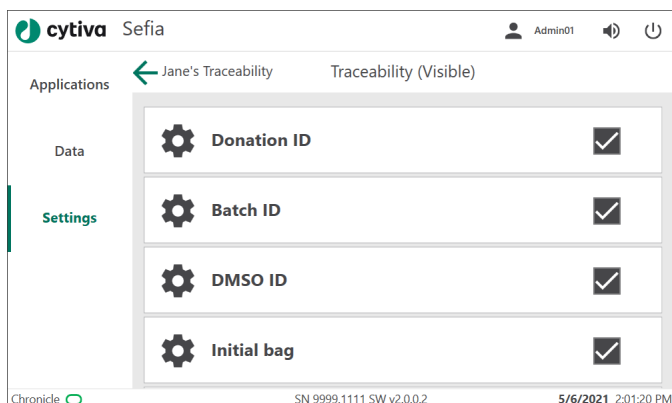 cytiva Sefia Admin01
Applications
Jane's Traceability Traceability (Visible)
Donation ID
Data
Batch ID
Settings
DMSO ID
Initial bag
Chronicle SN 9999.1111 SW v2.0.0.2 5/6/2021 2:01:20 PM